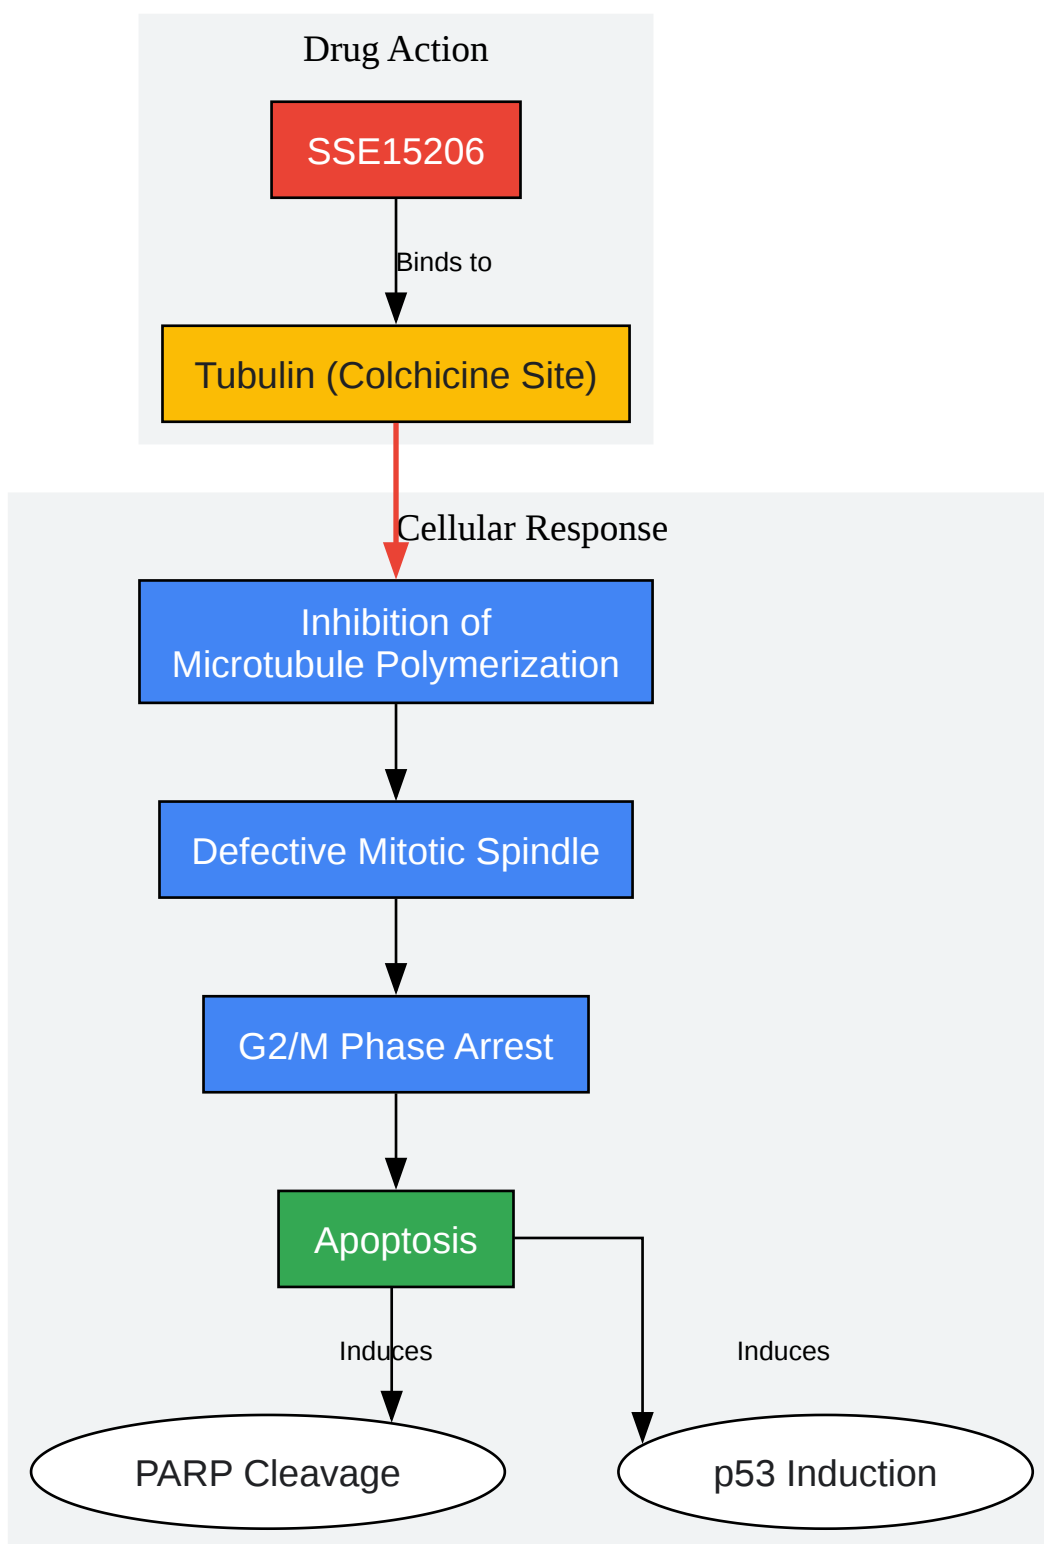 Drug Action
SSE15206
Binds to
Tubulin (Colchicine Site)
Cellular Response
Inhibition of
Microtubule Polymerization
Defective Mitotic Spindle
G2/M Phase Arrest
Apoptosis
Induces
Induces
PARP Cleavage
p53 Induction